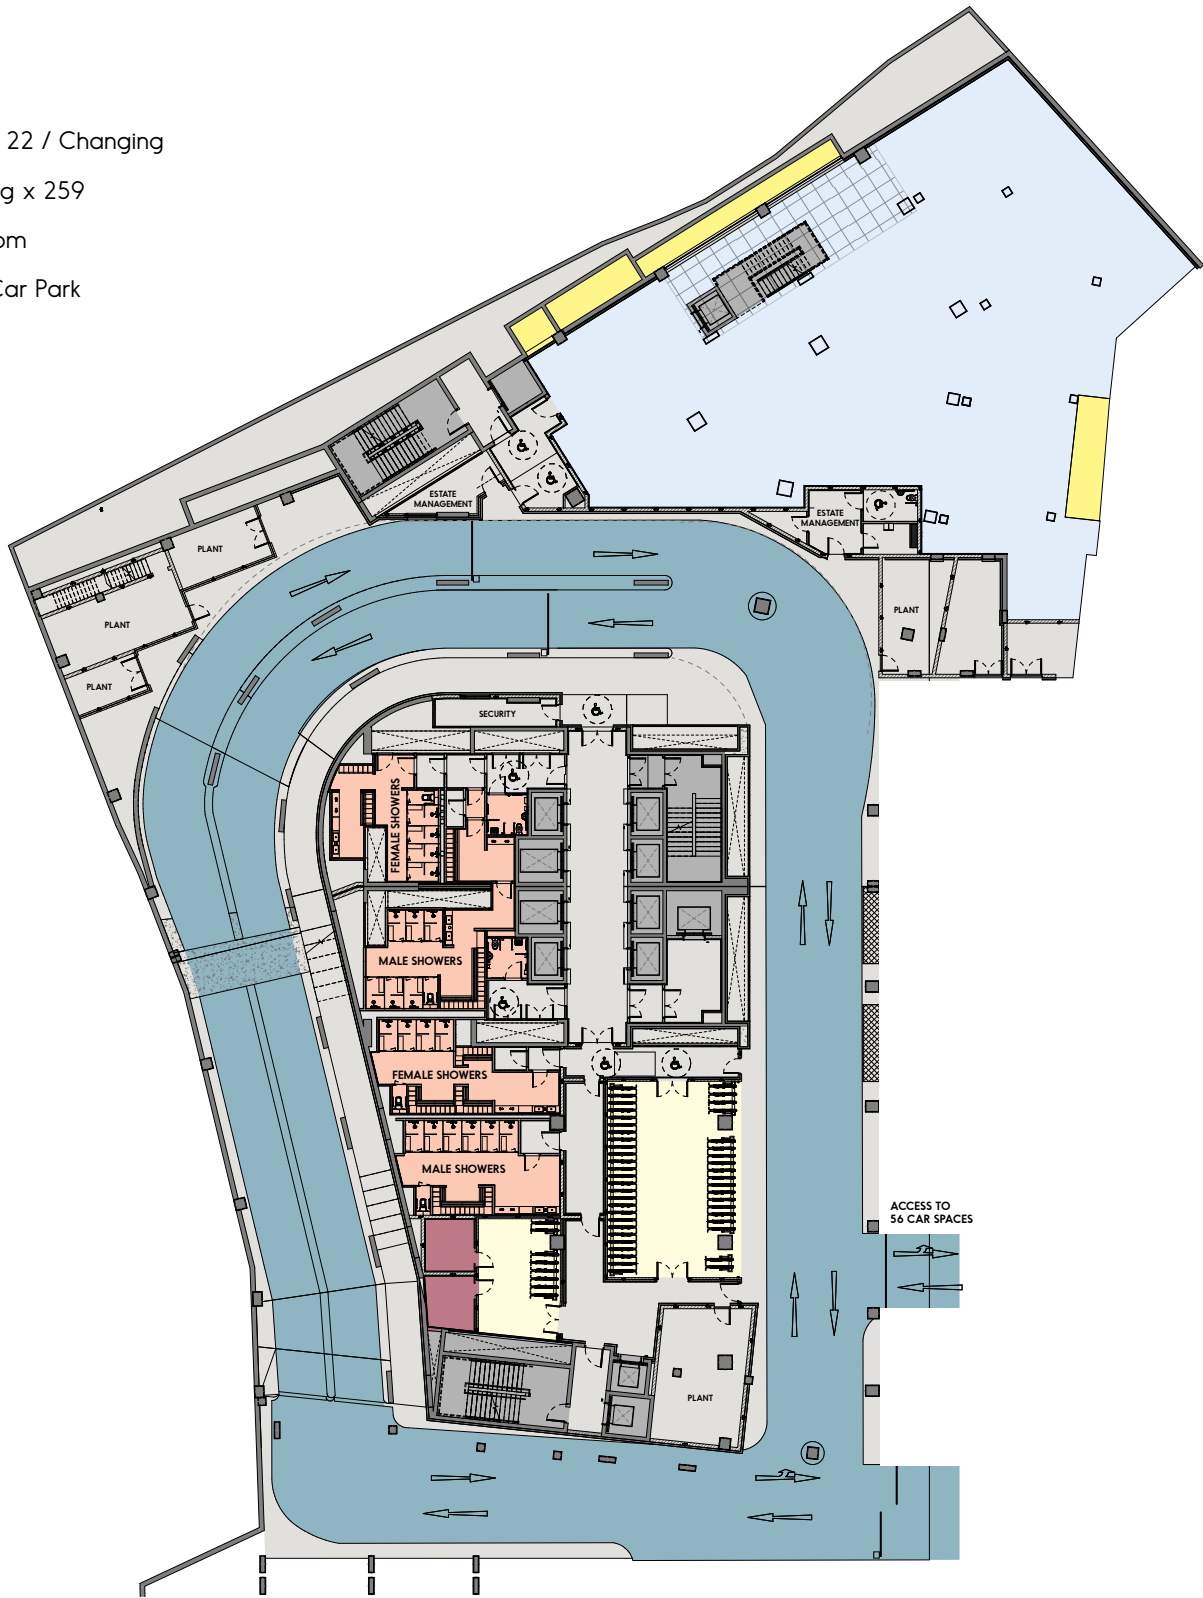 22 / Changing
g x 259
om
Car Park
ESTATE
MANAGEMENT
ESTATE
MANAGEMENT
PLANT
PLANT
PLANT
PLANT
SECURITY
FEMALE SHOWERS
MALE SHOWERS
FEMALE SHOWERS
MALE SHOWERS
ACCESS TO
56 CAR SPACES
PLANT